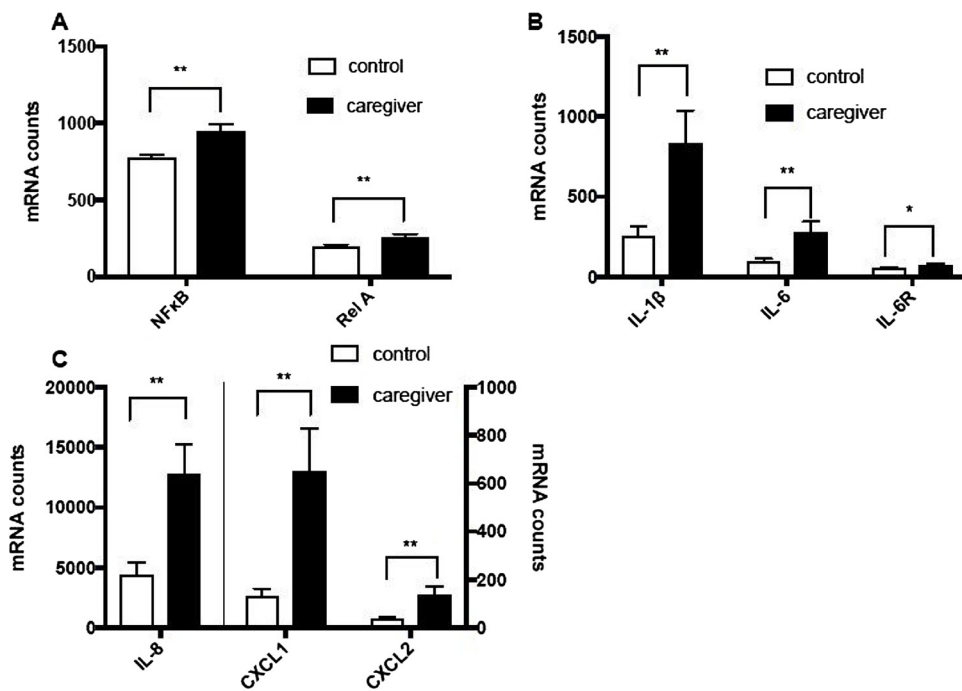 A
1500
1000
500
0
mRNA counts
**
**
control
caregiver
NFκB
Rel A
B
1500
1000
500
0
mRNA counts
**
**
*
control
caregiver
IL-1β
IL-6
IL-6R
C
control
caregiver
20000
15000
10000
5000
0
mRNA counts
**
**
**
1000
800
600
400
200
0
mRNA counts
IL-8
CXCL1
CXCL2